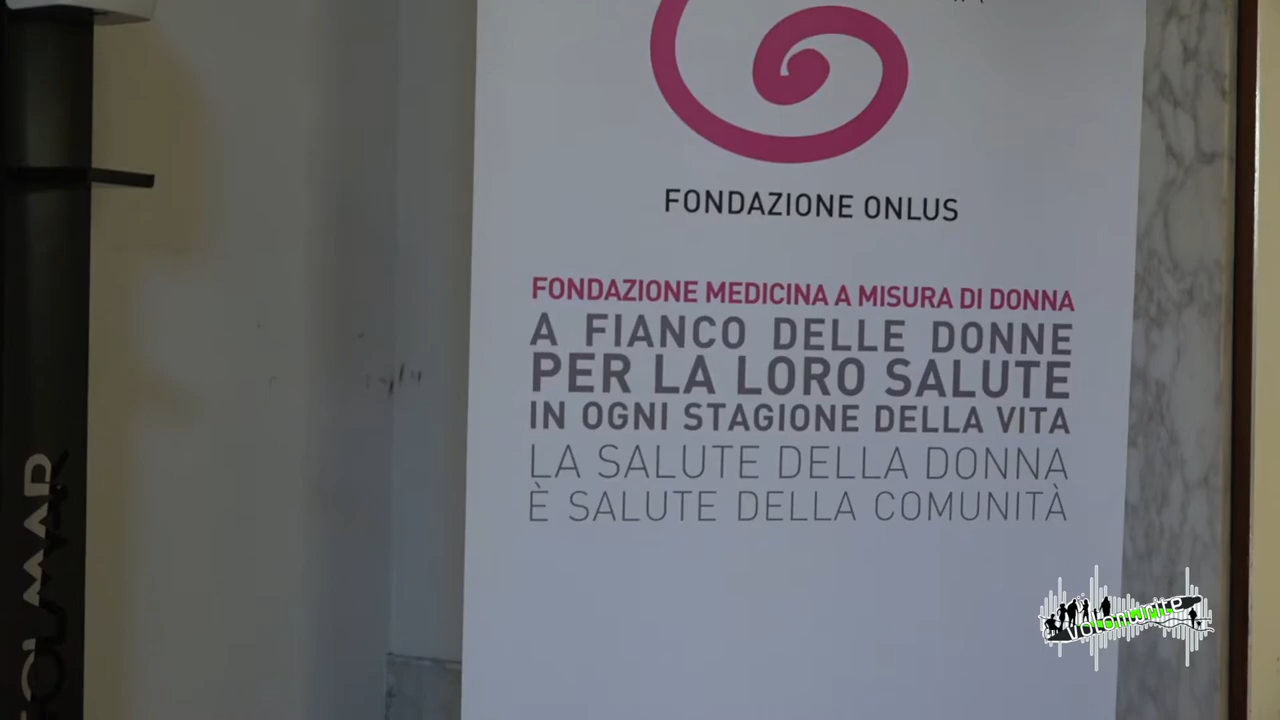 FONDAZIONE ONLUS
FONDAZIONE MEDICINA A MISURA DI DONNA
A FIANCO DELLE DONNE
PER LA LORO SALUTE
IN OGNI STAGIONE DELLA VITA
LA SALUTE DELLA DONNA
È SALUTE DELLA COMUNITÀ
Volonwrite